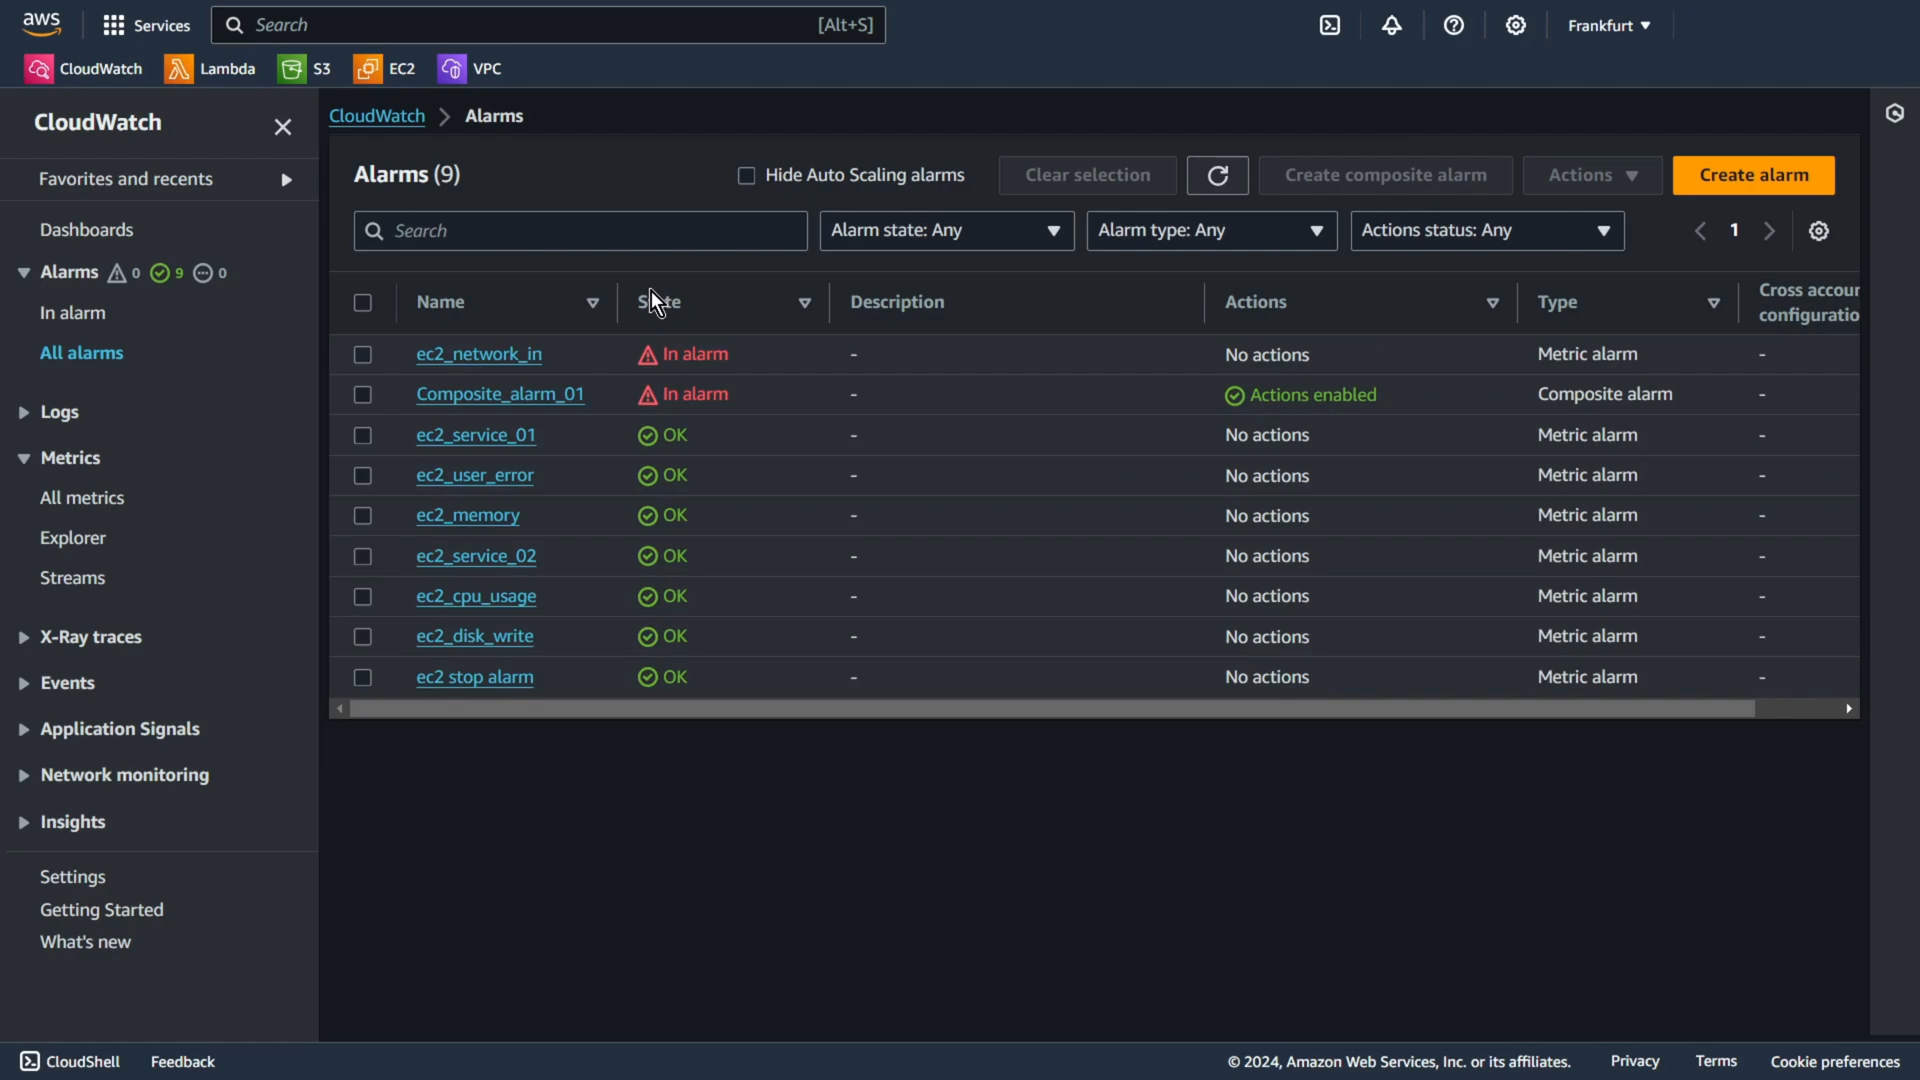 aws
Services
Search
[Alt+S]
Frankfurt
CloudWatch
Lambda
S3
EC2
VPC
CloudWatch
Favorites and recents
Dashboards
Alarms 0 9 0
In alarm
All alarms
Logs
Metrics
All metrics
Explorer
Streams
X-Ray traces
Events
Application Signals
Network monitoring
Insights
Settings
Getting Started
What's new
CloudWatch > Alarms
Alarms (9)
Hide Auto Scaling alarms
Clear selection
Create composite alarm
Actions
Create alarm
Search
Alarm state: Any
Alarm type: Any
Actions status: Any
1
Name Description Actions Type Cross accour
configuratio
ec2_network_in In alarm - No actions Metric alarm -
Composite_alarm_01 In alarm - Actions enabled Composite alarm -
ec2_service_01 OK - No actions Metric alarm -
ec2_user_error OK - No actions Metric alarm -
ec2_memory OK - No actions Metric alarm -
ec2_service_02 OK - No actions Metric alarm -
ec2_cpu_usage OK - No actions Metric alarm -
ec2_disk_write OK - No actions Metric alarm -
ec2 stop alarm OK - No actions Metric alarm -
CloudShell
Feedback
© 2024, Amazon Web Services, Inc. or its affiliates.
Privacy
Terms
Cookie preferences